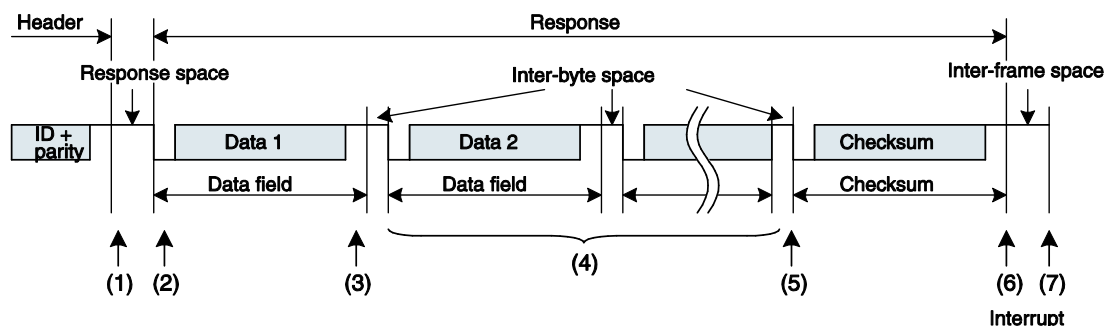 Header
Response
Response space
Inter-byte space
Inter-frame space
ID +
parity
Data 1
Data 2
Checksum
Data field
Data field
Checksum
(1)
(2)
(3)
(4)
(5)
(6)
(7)
Interrupt